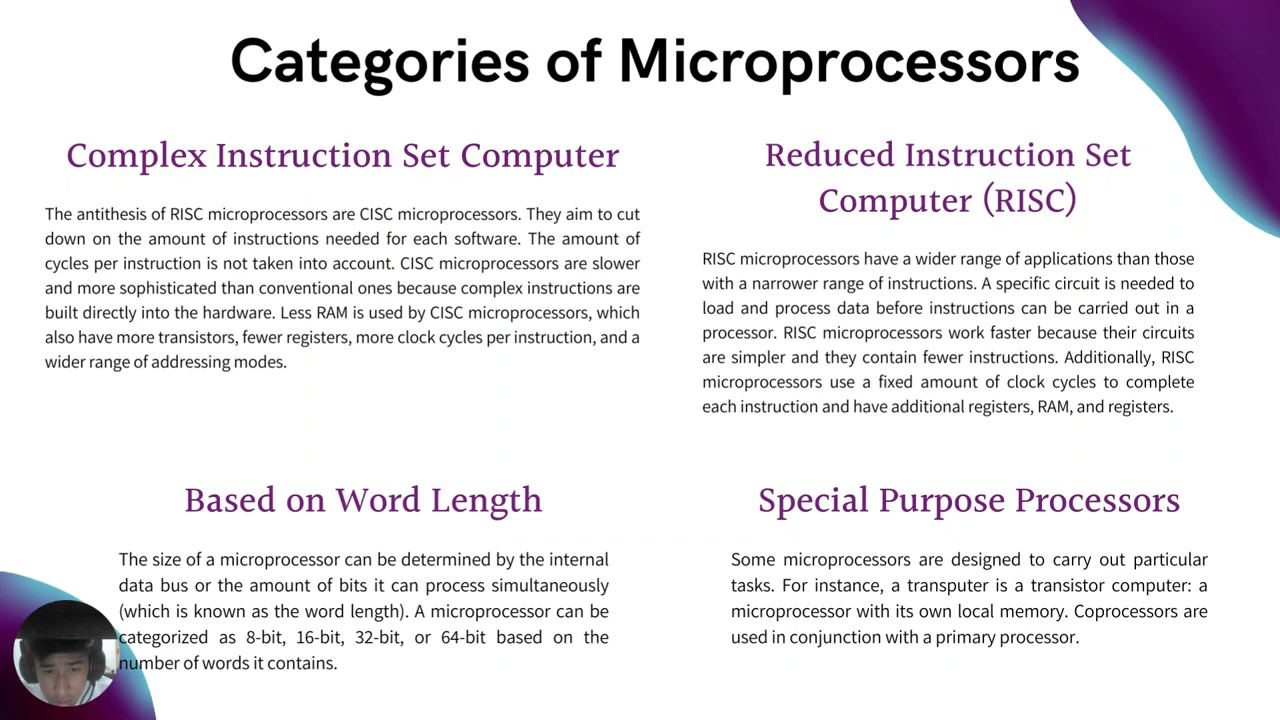 Categories of Microprocessors
Complex Instruction Set Computer
The antithesis of RISC microprocessors are CISC microprocessors. They aim to cut
down on the amount of instructions needed for each software. The amount of
cycles per instruction is not taken into account. CISC microprocessors are slower
and more sophisticated than conventional ones because complex instructions are
built directly into the hardware. Less RAM is used by CISC microprocessors, which
also have more transistors, fewer registers, more clock cycles per instruction, and a
wider range of addressing modes.
Reduced Instruction Set
Computer (RISC)
RISC microprocessors have a wider range of applications than those
with a narrower range of instructions. A specific circuit is needed to
load and process data before instructions can be carried out in a
processor. RISC microprocessors work faster because their circuits
are simpler and they contain fewer instructions. Additionally, RISC
microprocessors use a fixed amount of clock cycles to complete
each instruction and have additional registers, RAM, and registers.
Based on Word Length
The size of a microprocessor can be determined by the internal
data bus or the amount of bits it can process simultaneously
(which is known as the word length). A microprocessor can be
categorized as 8-bit, 16-bit, 32-bit, or 64-bit based on the
number of words it contains.
Special Purpose Processors
Some microprocessors are designed to carry out particular
tasks. For instance, a transputer is a transistor computer: a
microprocessor with its own local memory. Coprocessors are
used in conjunction with a primary processor.